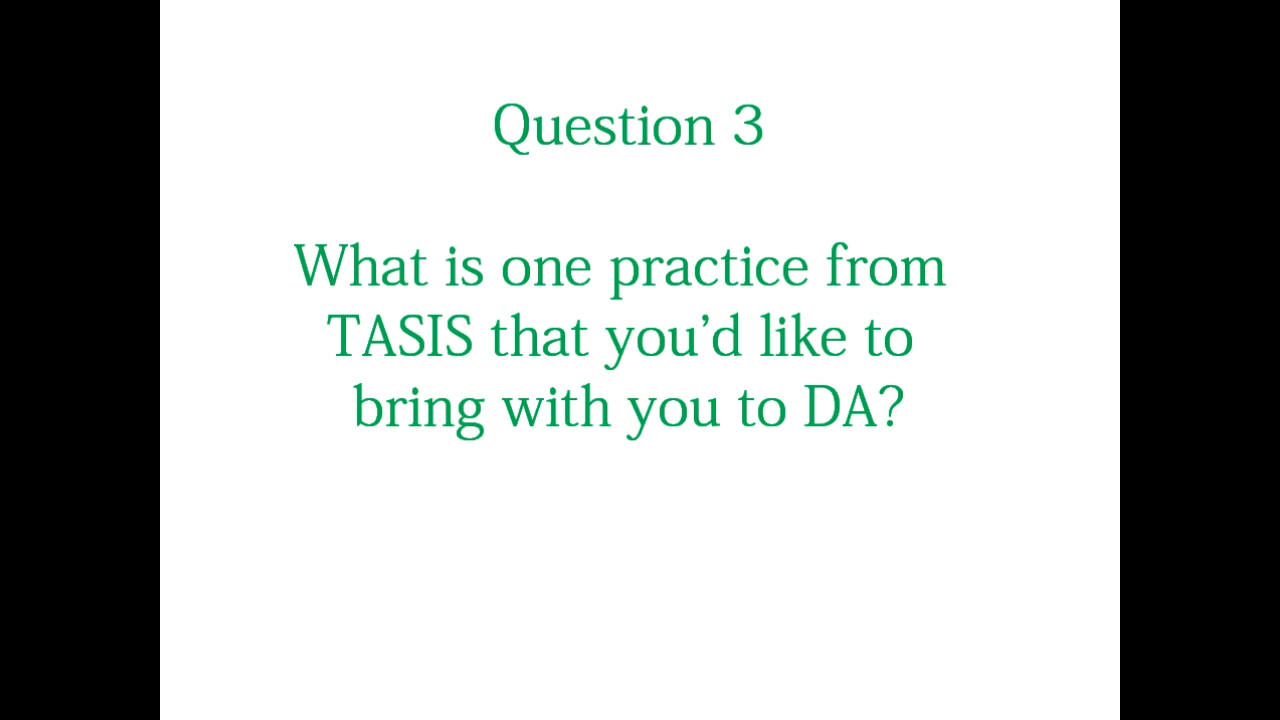 Question 3
What is one practice from
TASIS that you’d like to
bring with you to DA?